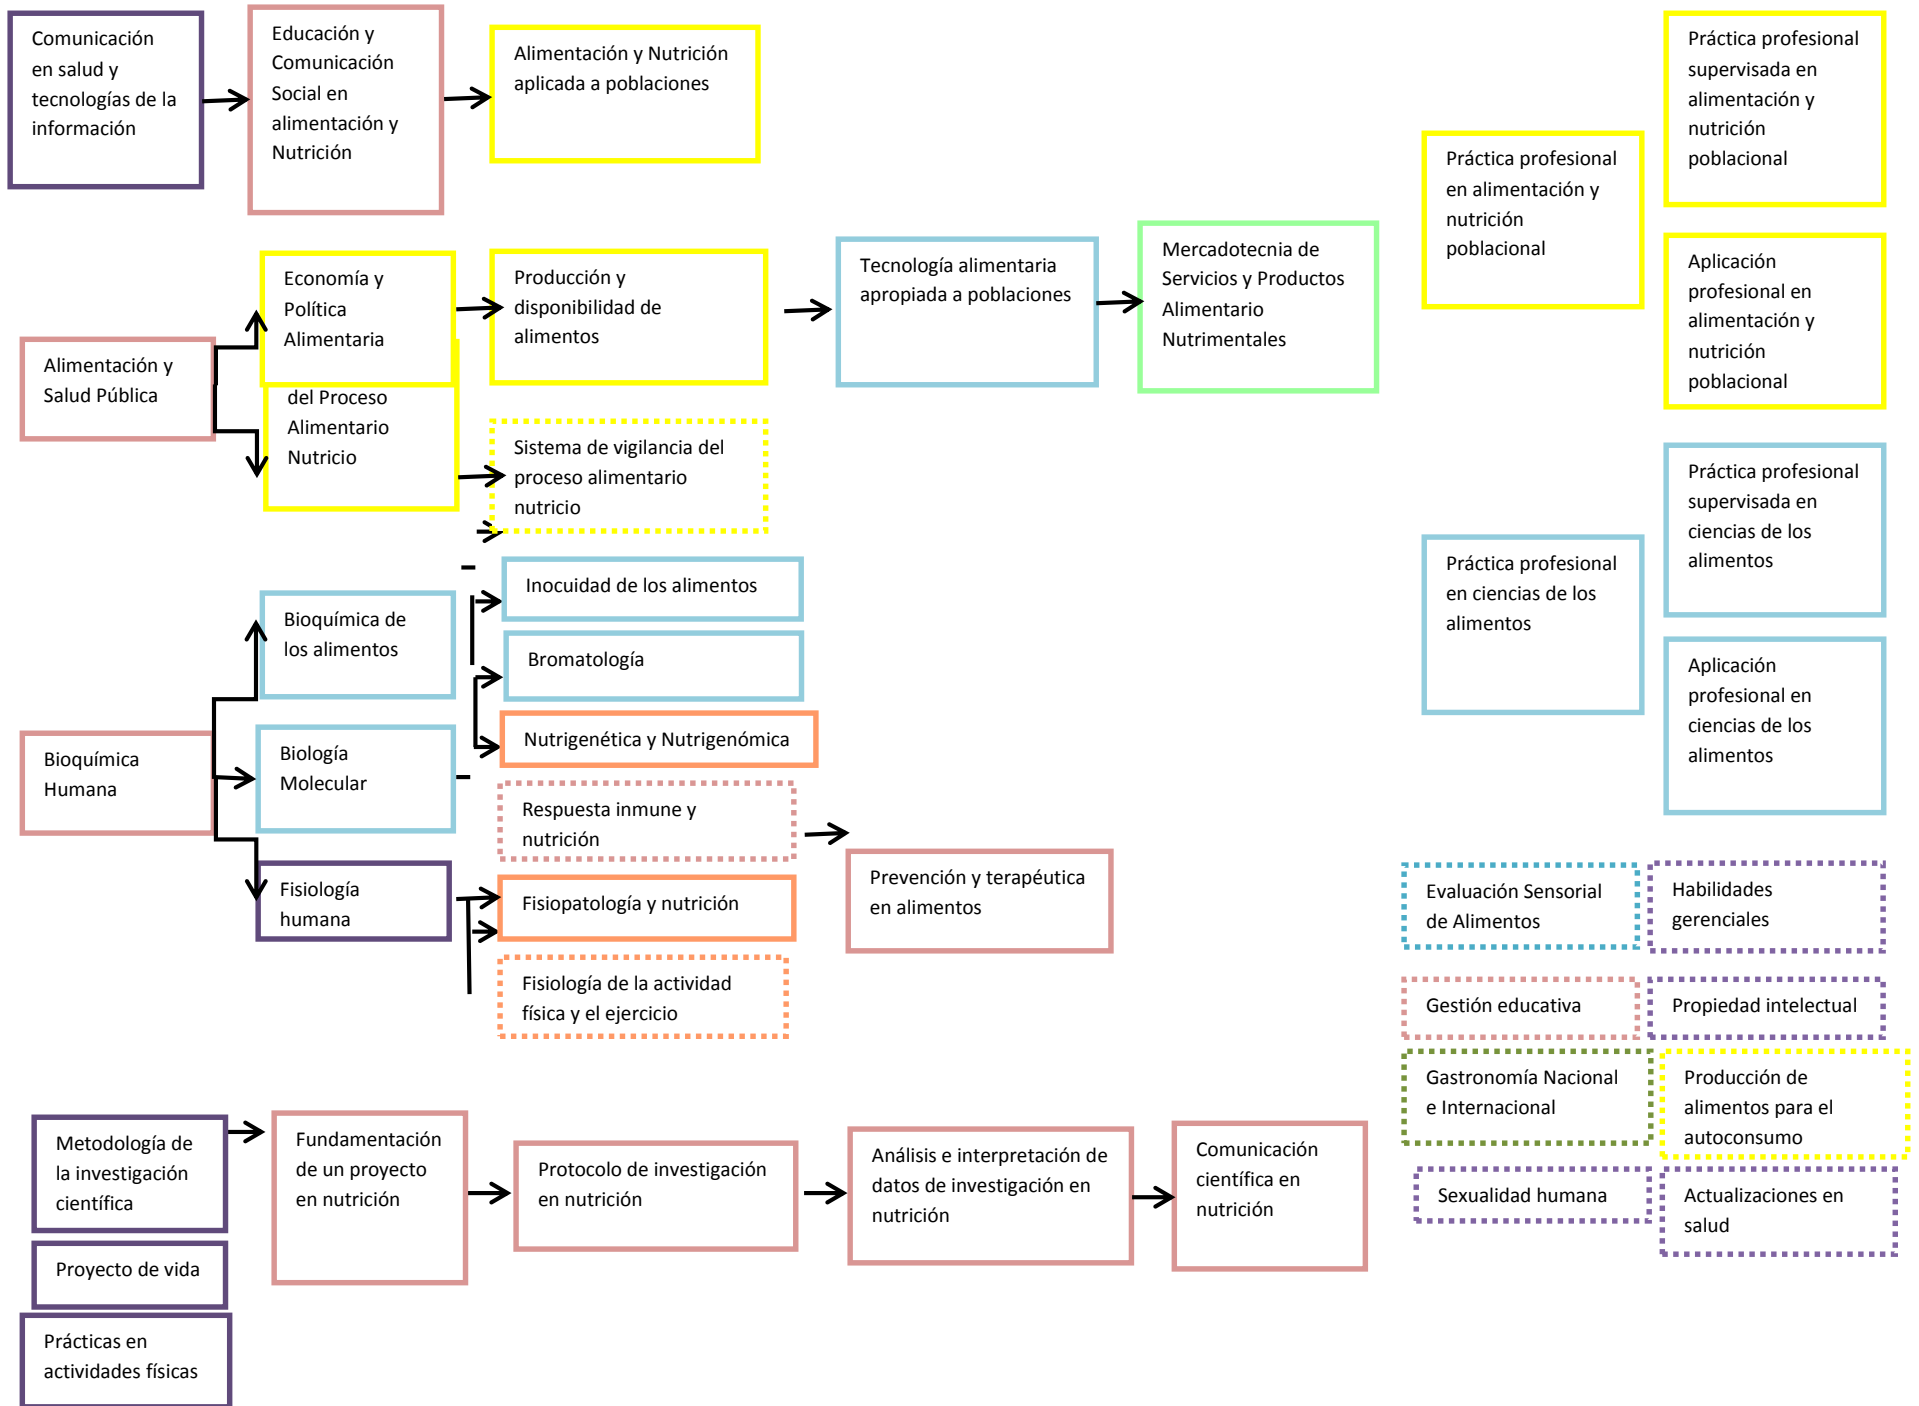 Comunicación
en salud y
tecnologías de la
información
Educación y
Comunicación
Social en
alimentación y
Nutrición
Alimentación y Nutrición
aplicada a poblaciones
Práctica profesional
en alimentación y
nutrición
poblacional
Práctica profesional
supervisada en
alimentación y
nutrición
poblacional
Aplicación
profesional en
alimentación y
nutrición
poblacional
Alimentación y
Salud Pública
Economía y
Política
Alimentaria
del Proceso
Alimentario
Nutricio
Producción y
disponibilidad de
alimentos
Sistema de vigilancia del
proceso alimentario
nutricio
Tecnología alimentaria
apropiada a poblaciones
Mercadotecnia de
Servicios y Productos
Alimentario
Nutrimentales
Práctica profesional
en ciencias de los
alimentos
Práctica profesional
supervisada en
ciencias de los
alimentos
Aplicación
profesional en
ciencias de los
alimentos
Bioquímica
Humana
Bioquímica de
los alimentos
Biología
Molecular
Fisiología
humana
Inocuidad de los alimentos
Bromatología
Nutrigenética y Nutrigenómica
Respuesta inmune y
nutrición
Fisiopatología y nutrición
Fisiología de la actividad
física y el ejercicio
Prevención y terapéutica
en alimentos
Evaluación Sensorial
de Alimentos
Habilidades
gerenciales
Gestión educativa
Propiedad intelectual
Gastronomía Nacional
e Internacional
Producción de
alimentos para el
autoconsumo
Sexualidad humana
Actualizaciones en
salud
Metodología de
la investigación
científica
Fundamentación
de un proyecto
en nutrición
Protocolo de investigación
en nutrición
Análisis e interpretación de
datos de investigación en
nutrición
Comunicación
científica en
nutrición
Proyecto de vida
Prácticas en
actividades físicas